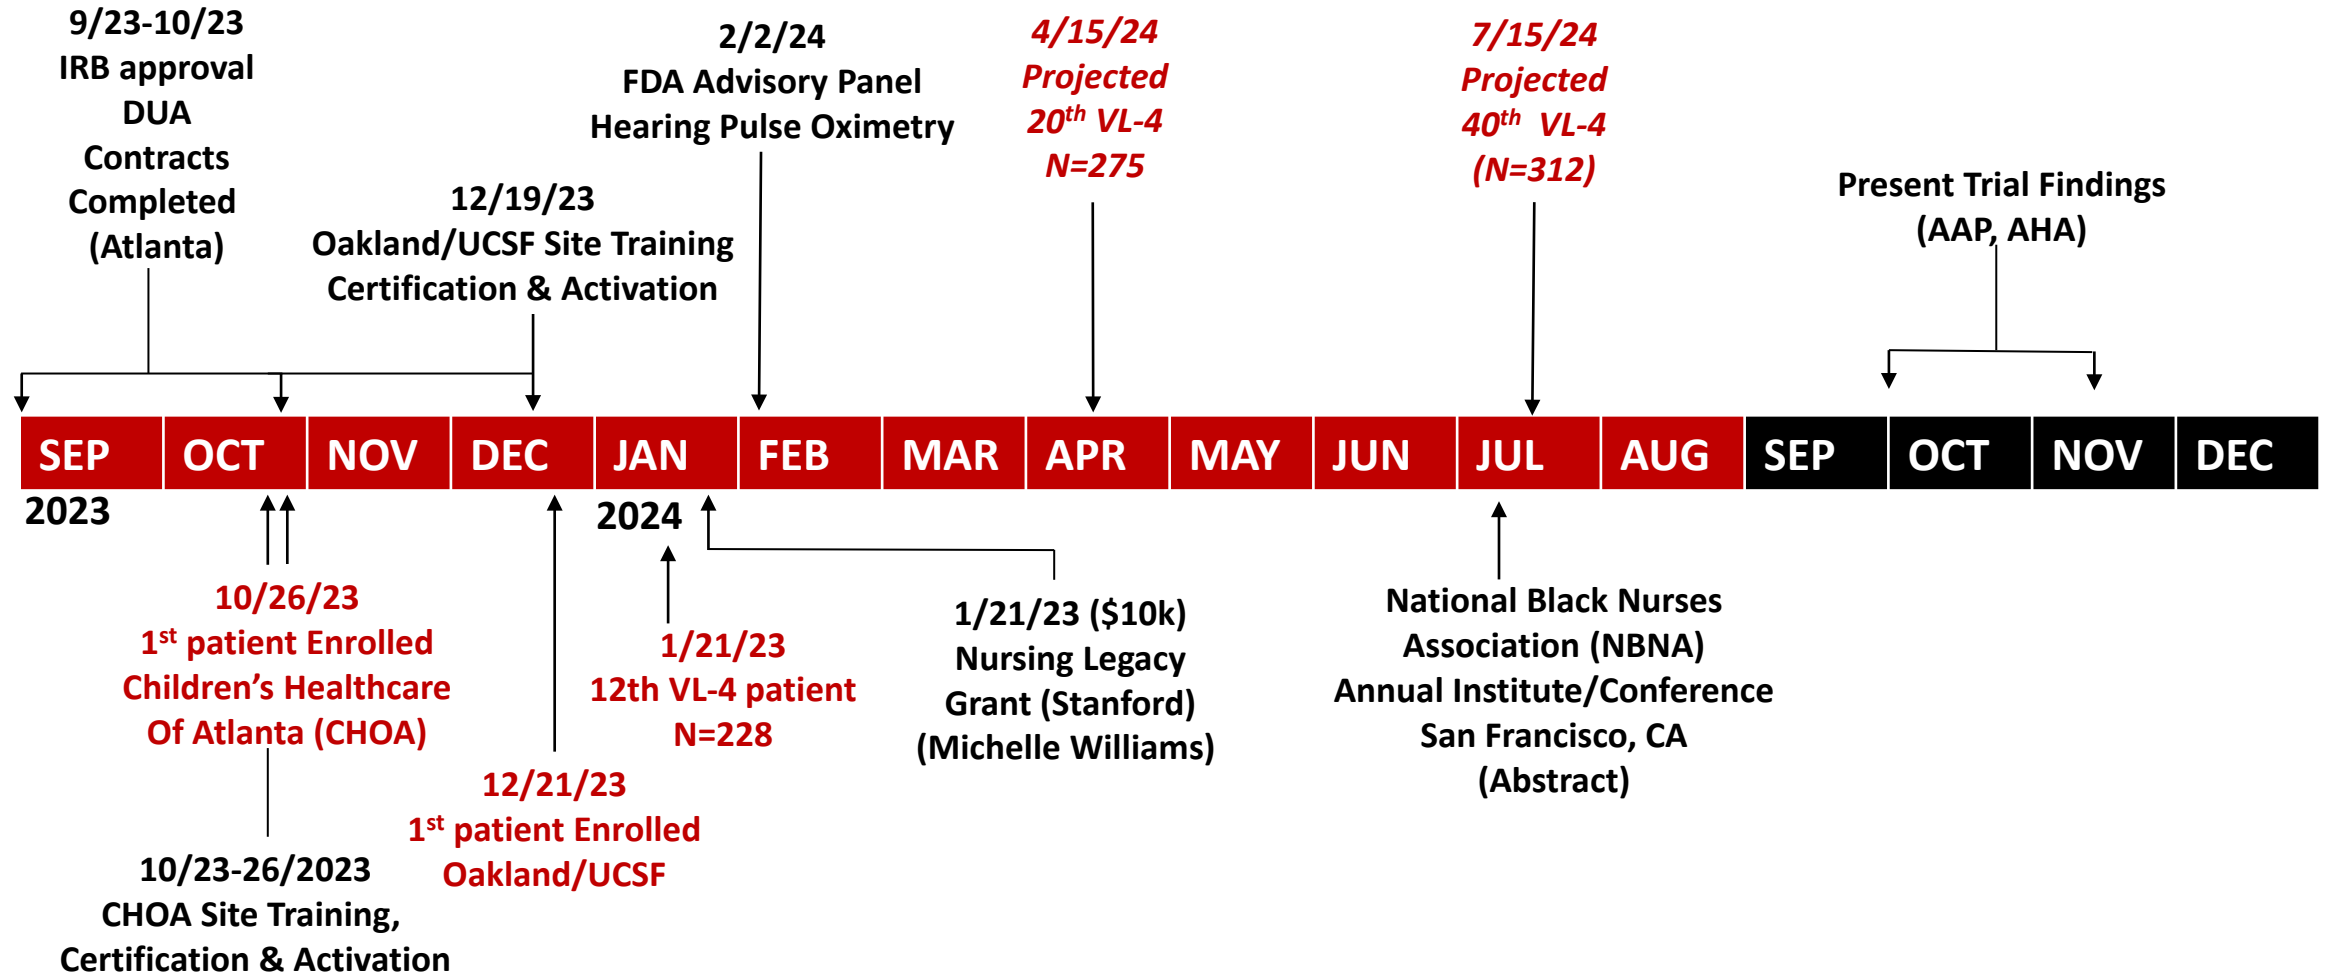 9/23-10/23
IRB approval
DUA
Contracts
Completed
(Atlanta)
12/19/23
Oakland/UCSF Site Training
Certification & Activation
2/2/24
FDA Advisory Panel
Hearing Pulse Oximetry
4/15/24
Projected
20th VL-4
N=275
7/15/24
Projected
40th VL-4
(N=312)
Present Trial Findings
(AAP, AHA)
SEP OCT NOV DEC JAN FEB MAR APR MAY JUN JUL AUG SEP OCT NOV DEC
2023
2024
10/26/23
1st patient Enrolled
Children’s Healthcare
Of Atlanta (CHOA)
10/23-26/2023
CHOA Site Training,
Certification & Activation
12/21/23
1st patient Enrolled
Oakland/UCSF
1/21/23
12th VL-4 patient
N=228
1/21/23 ($10k)
Nursing Legacy
Grant (Stanford)
(Michelle Williams)
National Black Nurses
Association (NBNA)
Annual Institute/Conference
San Francisco, CA
(Abstract)